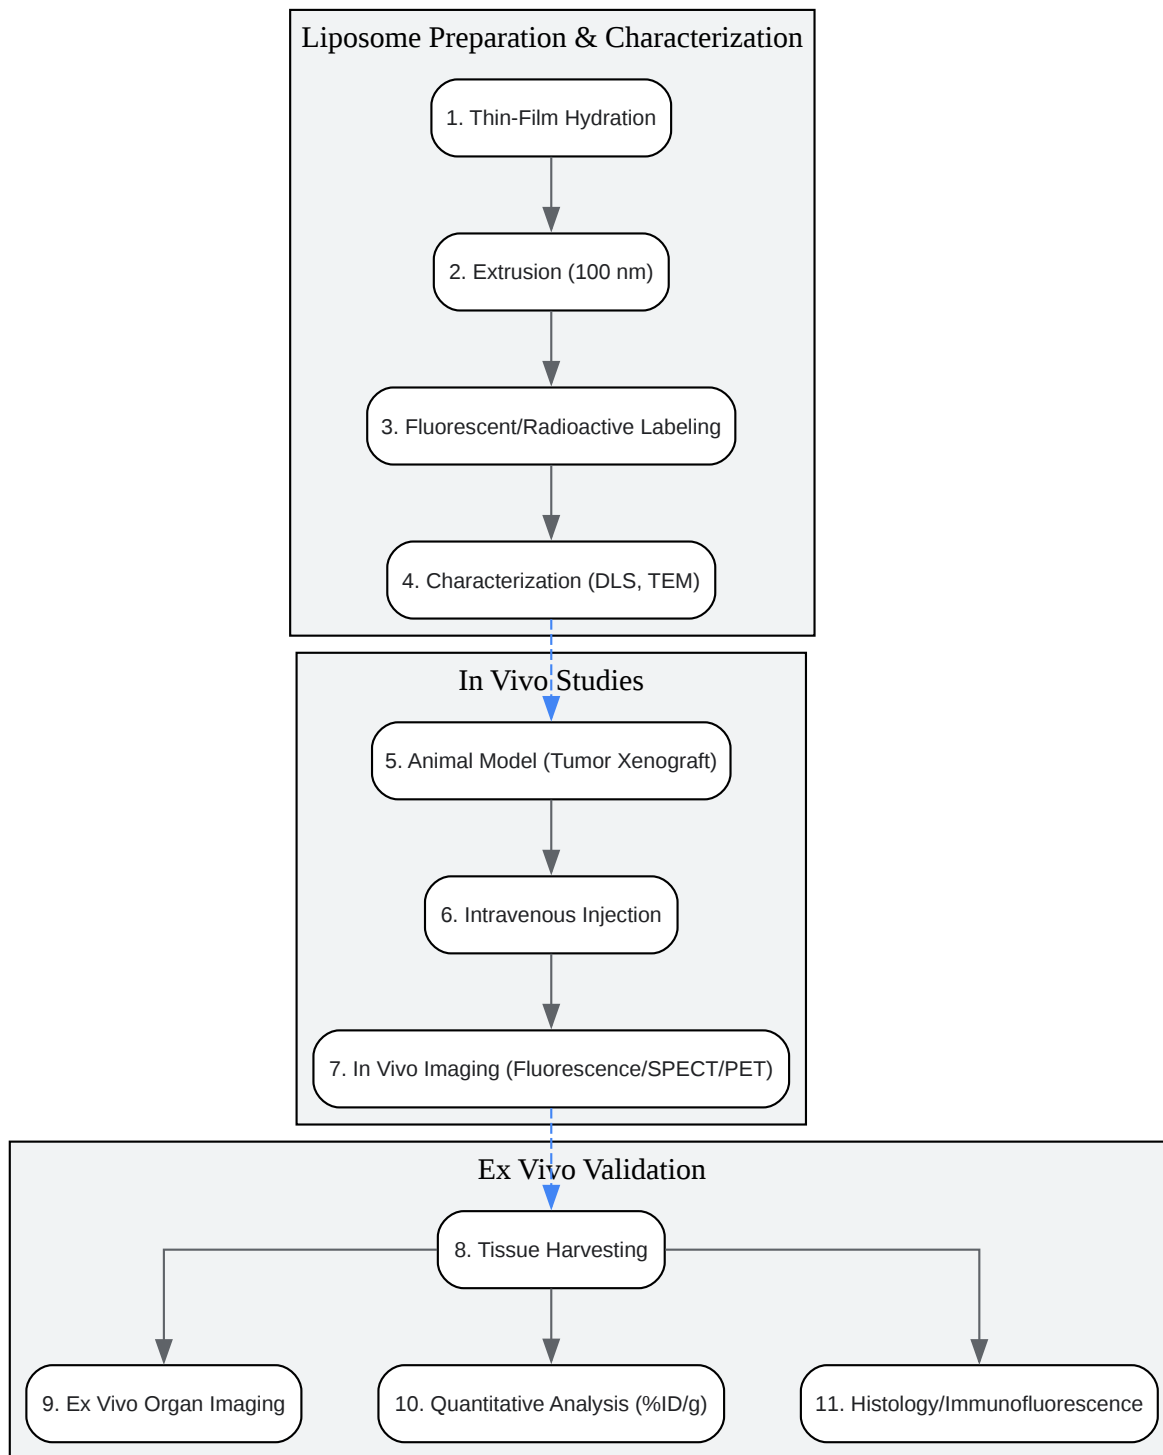 Liposome Preparation & Characterization
1. Thin-Film Hydration
2. Extrusion (100 nm)
3. Fluorescent/Radioactive Labeling
4. Characterization (DLS, TEM)
In Vivo Studies
5. Animal Model (Tumor Xenograft)
6. Intravenous Injection
7. In Vivo Imaging (Fluorescence/SPECT/PET)
Ex Vivo Validation
8. Tissue Harvesting
9. Ex Vivo Organ Imaging
10. Quantitative Analysis (%ID/g)
11. Histology/Immunofluorescence